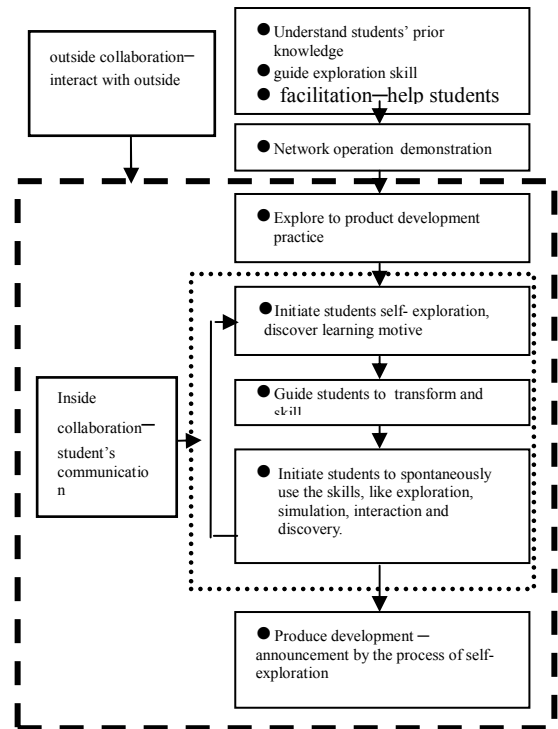 outside collaboration—
interact with outside
● Understand students' prior
knowledge
● guide exploration skill
● facilitation—help students
● Network operation demonstration
● Explore to product development
practice
● Initiate students self- exploration,
discover learning motive
● Guide students to transform and
skill
Inside
collaboration—
student's
communicatio
n
● Initiate students to spontaneously
use the skills, like exploration,
simulation, interaction and
discovery.
● Produce development —
announcement by the process of self-
exploration